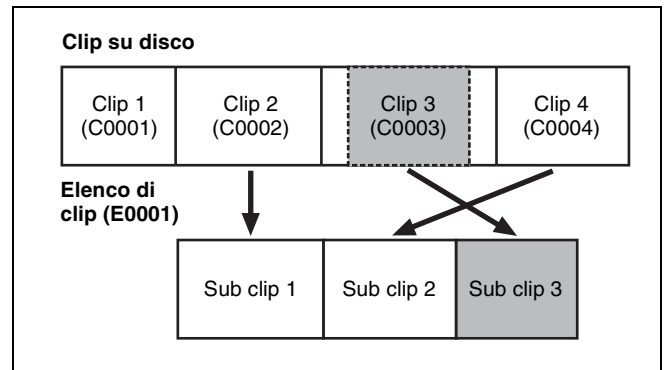 Clip su disco
Clip 1
(C0001)
Clip 2
(C0002)
Clip 3
(C0003)
Clip 4
(C0004)
Elenco di
clip (E0001)
Sub clip 1
Sub clip 2
Sub clip 3